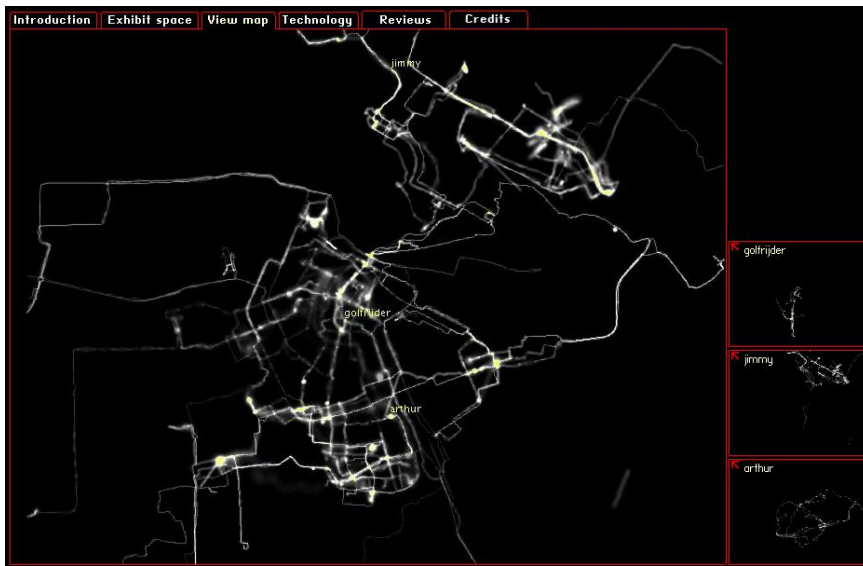 Introduction
Exhibit space
View map
Technology
Reviews
Credits
jimmy
golfrijder
arthur
golfrijder
jimmy
arthur